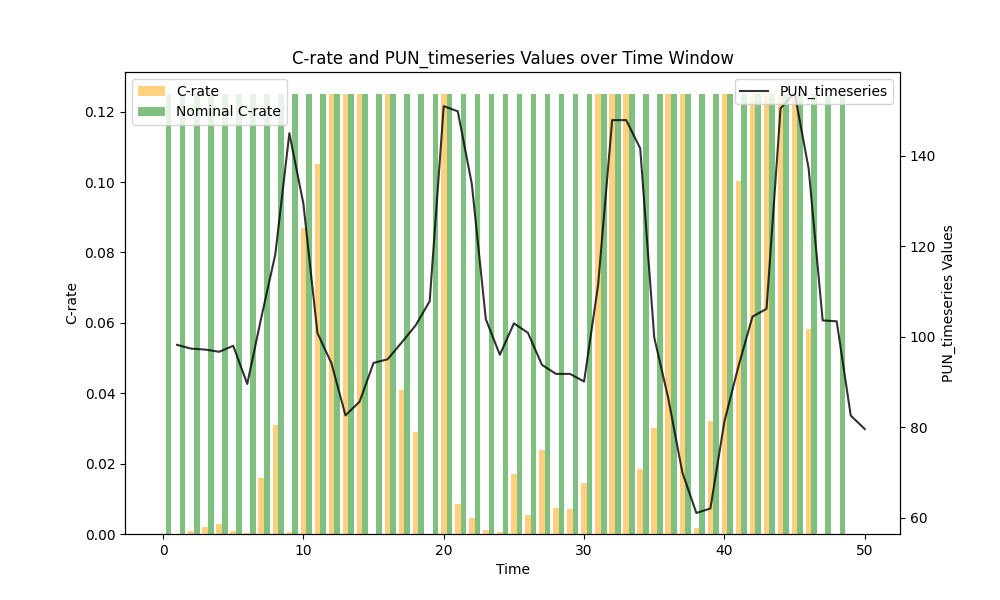 C-rate and PUN_timeseries Values over Time Window
C-rate
Nominal C-rate
PUN_timeseries
0.12
0.10
0.08
0.06
0.04
0.02
0.00
C-rate
140
120
100
80
60
PUN_timeseries Values
0 10 20 30 40 50
Time